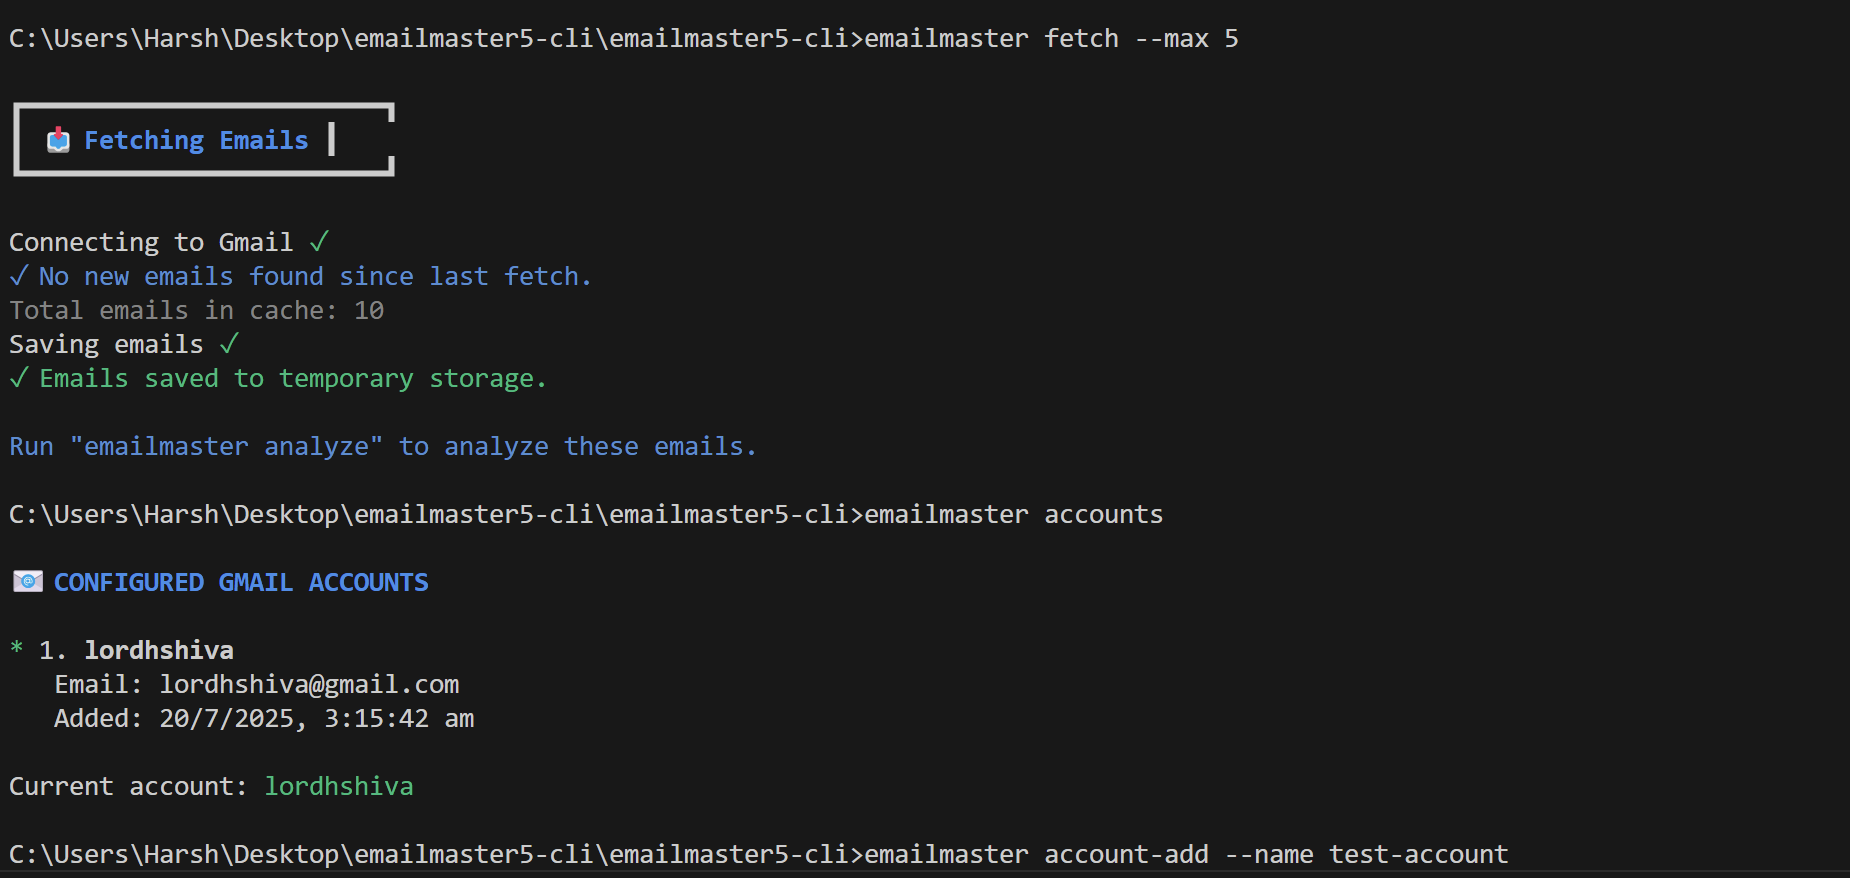 C:\Users\Harsh\Desktop\emailmaster5-cli\emailmaster5-cli>emailmaster fetch --max 5
📥 Fetching Emails
Connecting to Gmail ✓
✓ No new emails found since last fetch.
Total emails in cache: 10
Saving emails ✓
✓ Emails saved to temporary storage.
Run "emailmaster analyze" to analyze these emails.
C:\Users\Harsh\Desktop\emailmaster5-cli\emailmaster5-cli>emailmaster accounts
📧 CONFIGURED GMAIL ACCOUNTS
* 1. lordhshiva
Email: lordhshiva@gmail.com
Added: 20/7/2025, 3:15:42 am
Current account: lordhshiva
C:\Users\Harsh\Desktop\emailmaster5-cli\emailmaster5-cli>emailmaster account-add --name test-account